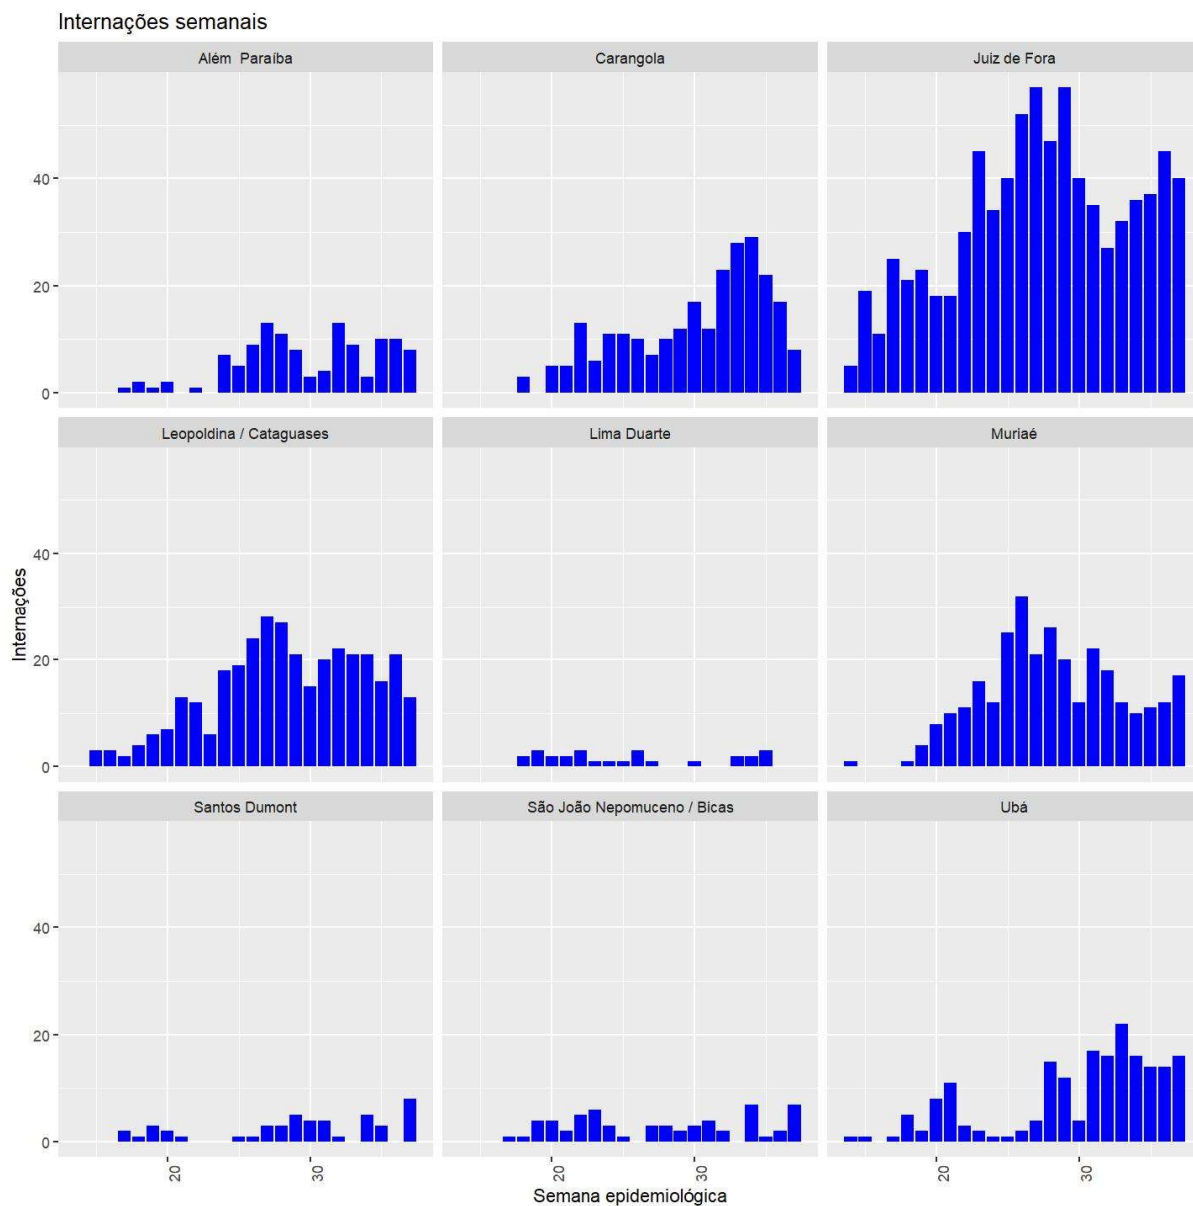 Internações semanais
Além  Paraíba
Carangola
Juiz de Fora
40
20
0
Leopoldina / Cataguases
Lima Duarte
Muriaé
40
20
0
Internações
Santos Dumont
São João Nepomuceno / Bicas
Ubá
40
20
0
20
30
20
30
20
30
Semana epidemiológica